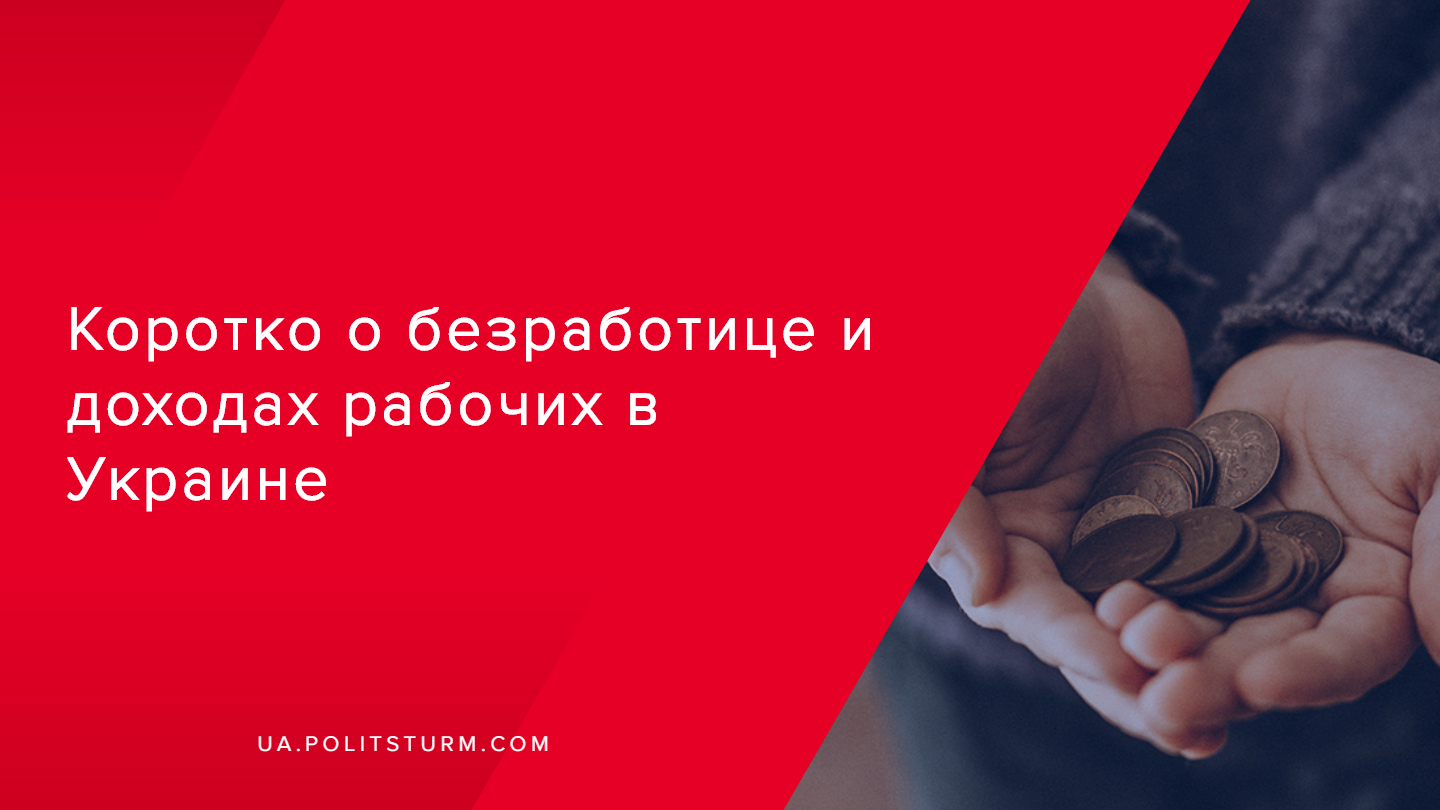 Коротко о безработице и
доходах рабочих в
Украине
UA.POLITSTURM.COM